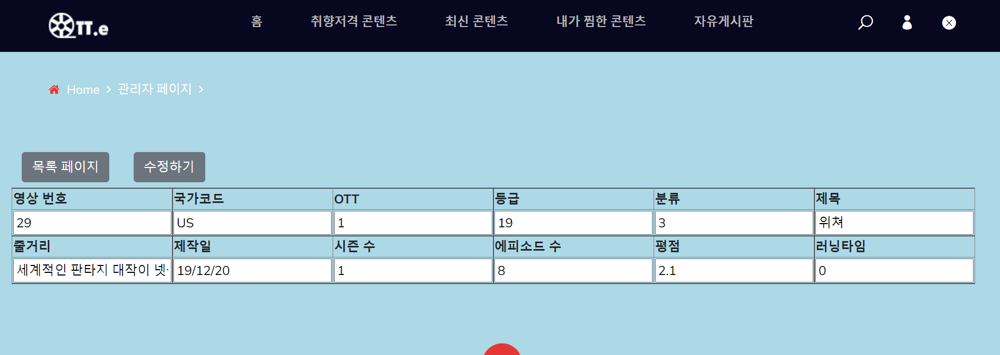 OTT.e
홈 취향저격 콘텐츠 최신 콘텐츠 내가 찜한 콘텐츠 자유게시판
Home > 관리자 페이지 >
목록 페이지 수정하기
영상 번호 국가코드 OTT 등급 분류 제목
29 US 1 19 3 위쳐
줄거리 제작일 시즌 수 에피소드 수 평점 러닝타임
세계적인 판타지 대작이 19/12/20 1 8 2.1 0